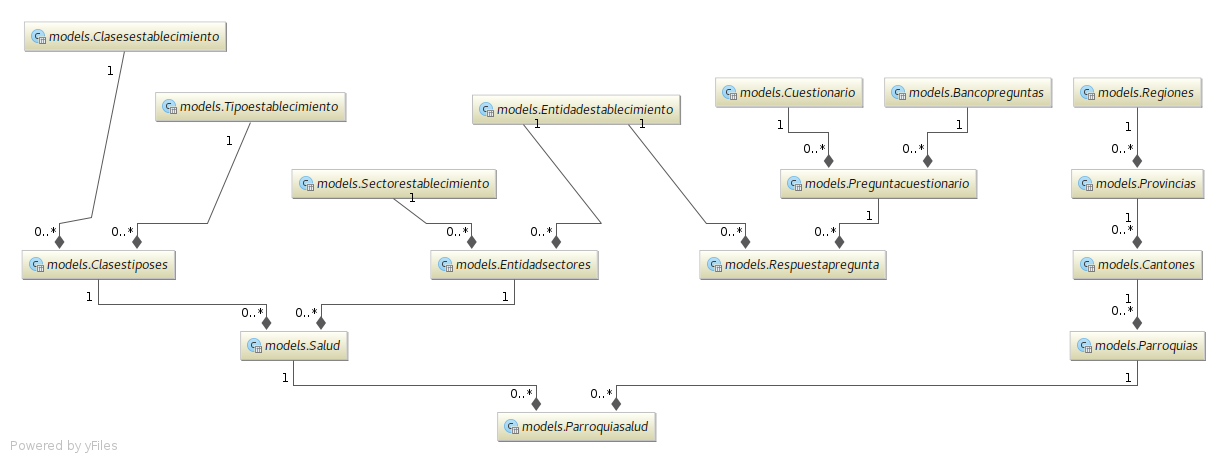 models.Clasesestablecimiento
1
models.Tipoestablecimiento
1
models.Entidadestablecimiento
1
1
models.Cuestionario
1
models.Bancopreguntas
1
models.Regiones
1
0..*
0..*
0..*
models.Sectorestablecimiento
1
models.Preguntacuestionario
1
models.Provincias
1
0..*
0..*
0..*
0..*
0..*
0..*
0..*
models.Clasestiposes
1
models.Entidadsectores
1
models.Respuestapregunta
models.Cantones
1
0..*
0..*
0..*
models.Salud
1
models.Parroquias
1
0..*
0..*
models.Parroquiasalud
Powered by yFiles